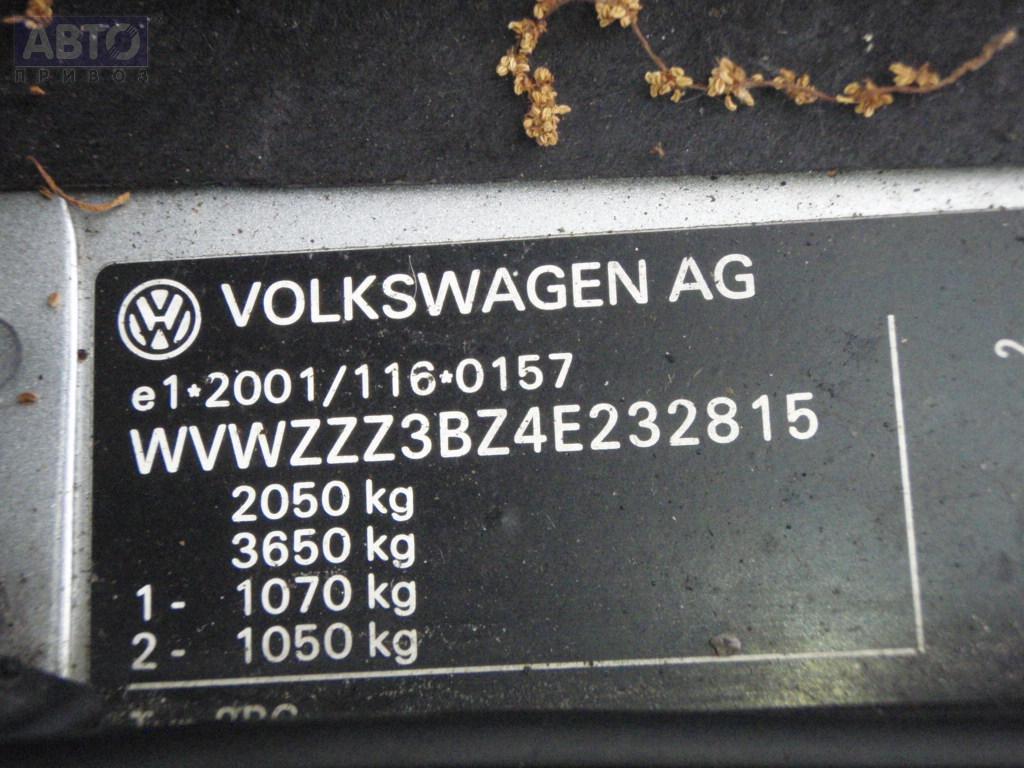 АВТО
ПРИВОЗ
VOLKSWAGEN AG
e1*2001/116*0157
WVWZZZ3BZ4E232815
2050 kg
3650 kg
1- 1070 kg
2- 1050 kg